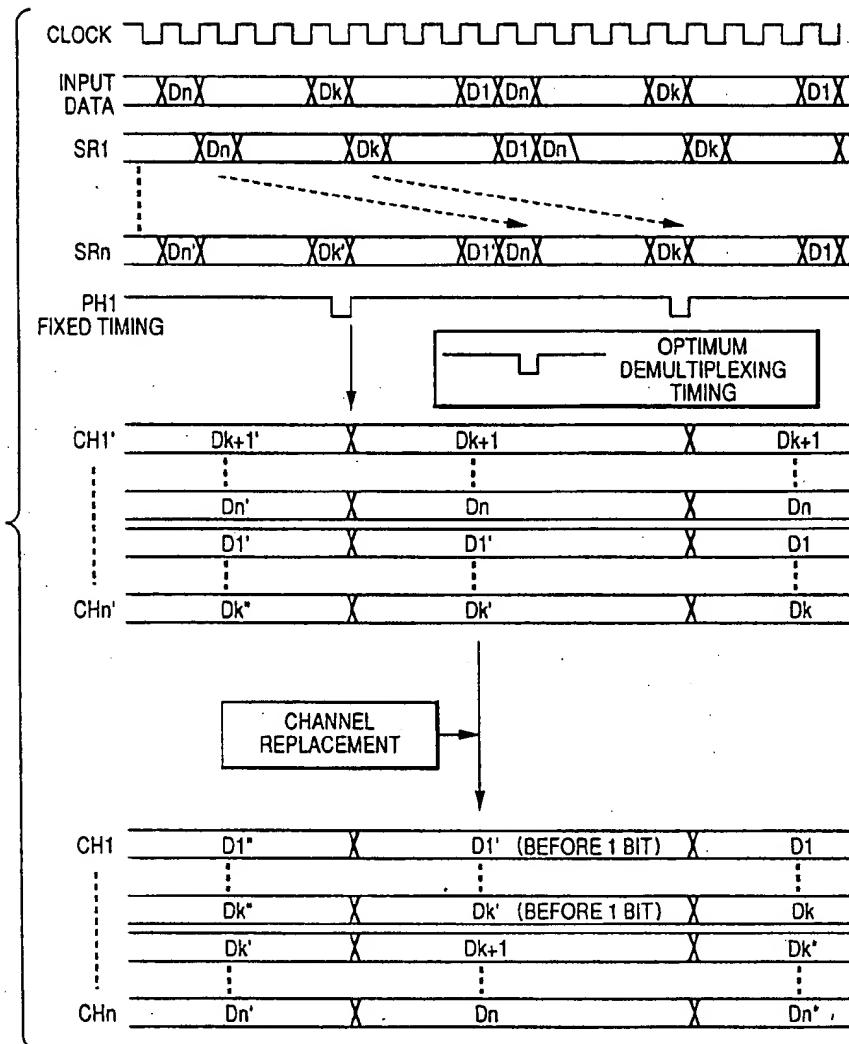 CLOCK
INPUT DATA Dn Dk D1 Dn Dk D1
SR1 Dn Dk D1 Dn Dk
SRn Dn' Dk' D1' Dn Dk D1
PH1
FIXED TIMING
OPTIMUM
DEMULTIPLEXING
TIMING
CH1' Dk+1' Dk+1 Dk+1
Dn' Dn Dn
D1' D1' D1
CHn' Dk" Dk' Dk
CHANNEL
REPLACEMENT
CH1 D1" D1' (BEFORE 1 BIT) D1
Dk" Dk' (BEFORE 1 BIT) Dk
Dk' Dk+1 Dk*
CHn Dn' Dn Dn*